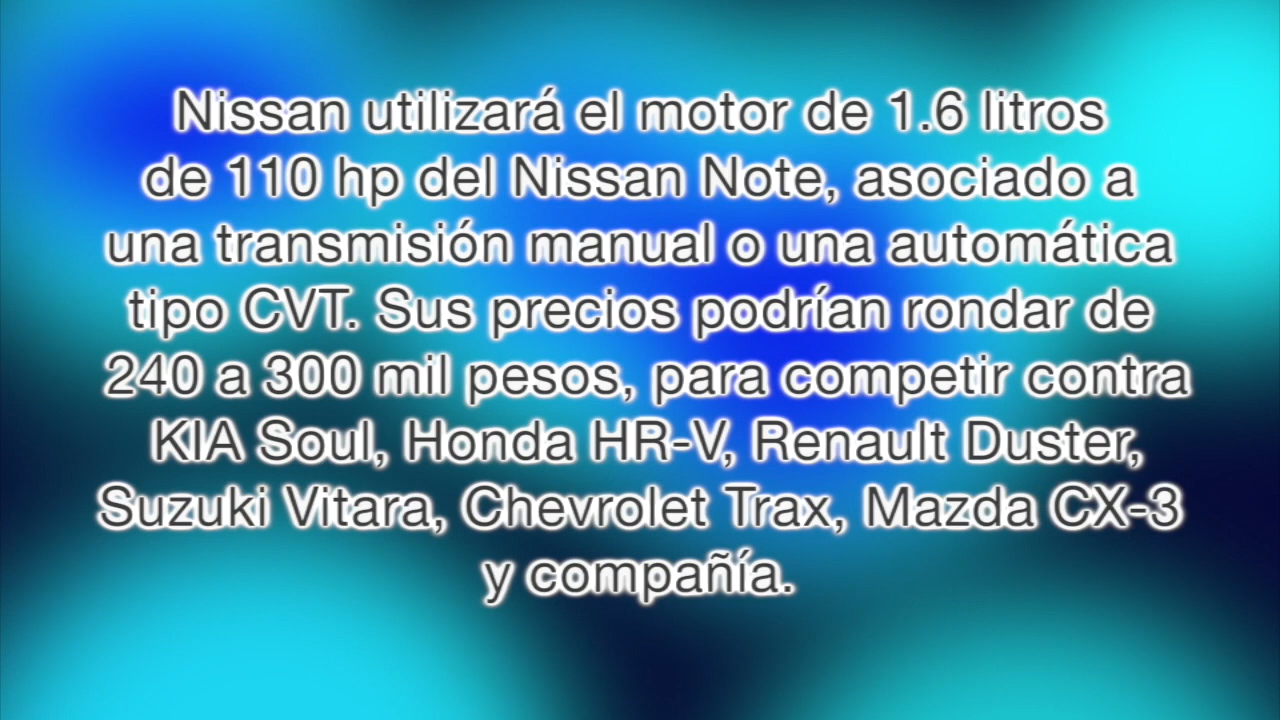 Nissan utilizará el motor de 1.6 litros
de 110 hp del Nissan Note, asociado a
una transmisión manual o una automática
tipo CVT. Sus precios podrían rondar de
240 a 300 mil pesos, para competir contra
KIA Soul, Honda HR-V, Renault Duster,
Suzuki Vitara, Chevrolet Trax, Mazda CX-3
y compañía.